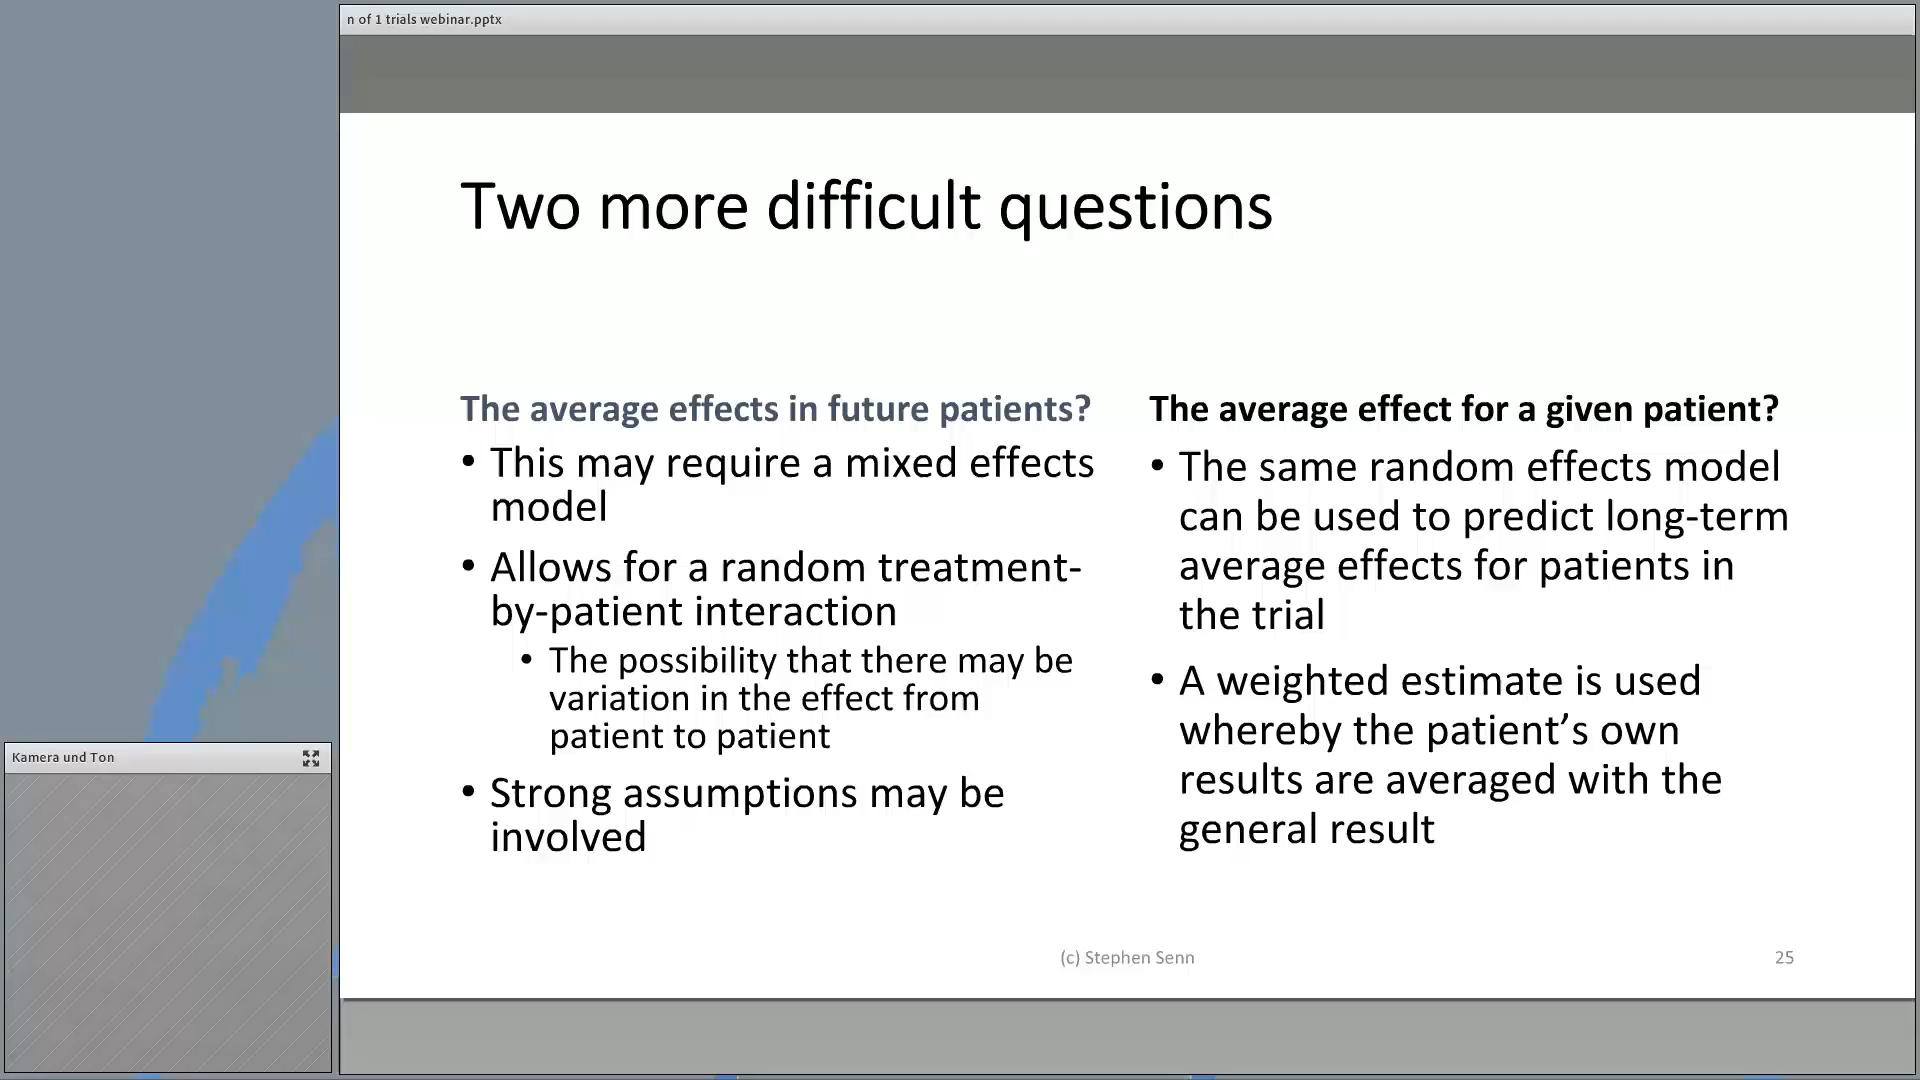 n of 1 trials webinar.pptx
Two more difficult questions
The average effects in future patients?
• This may require a mixed effects
model
• Allows for a random treatment-
by-patient interaction
• The possibility that there may be
variation in the effect from
patient to patient
• Strong assumptions may be
involved
The average effect for a given patient?
• The same random effects model
can be used to predict long-term
average effects for patients in
the trial
• A weighted estimate is used
whereby the patient’s own
results are averaged with the
general result
(c) Stephen Senn
25
Kamera und Ton